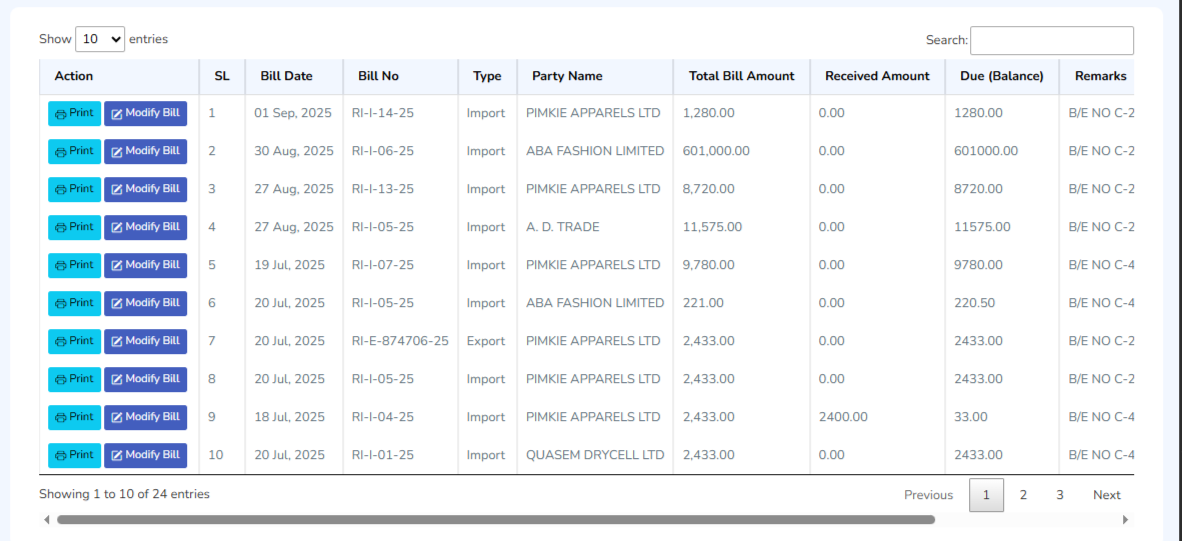 Show 10 entries Search:
Action SL Bill Date Bill No Type Party Name Total Bill Amount Received Amount Due (Balance) Remarks
Print Modify Bill 1 01 Sep, 2025 RI-I-14-25 Import PIMKIE APPARELS LTD 1,280.00 0.00 1280.00 B/E NO C-2
Print Modify Bill 2 30 Aug, 2025 RI-I-06-25 Import ABA FASHION LIMITED 601,000.00 0.00 601000.00 B/E NO C-2
Print Modify Bill 3 27 Aug, 2025 RI-I-13-25 Import PIMKIE APPARELS LTD 8,720.00 0.00 8720.00 B/E NO C-2
Print Modify Bill 4 27 Aug, 2025 RI-I-05-25 Import A. D. TRADE 11,575.00 0.00 11575.00 B/E NO C-2
Print Modify Bill 5 19 Jul, 2025 RI-I-07-25 Import PIMKIE APPARELS LTD 9,780.00 0.00 9780.00 B/E NO C-4
Print Modify Bill 6 20 Jul, 2025 RI-I-05-25 Import ABA FASHION LIMITED 221.00 0.00 220.50 B/E NO C-4
Print Modify Bill 7 20 Jul, 2025 RI-E-874706-25 Export PIMKIE APPARELS LTD 2,433.00 0.00 2433.00 B/E NO C-2
Print Modify Bill 8 20 Jul, 2025 RI-I-05-25 Import PIMKIE APPARELS LTD 2,433.00 0.00 2433.00 B/E NO C-2
Print Modify Bill 9 18 Jul, 2025 RI-I-04-25 Import PIMKIE APPARELS LTD 2,433.00 2400.00 33.00 B/E NO C-4
Print Modify Bill 10 20 Jul, 2025 RI-I-01-25 Import QUASEM DRYCELL LTD 2,433.00 0.00 2433.00 B/E NO C-4
Showing 1 to 10 of 24 entries Previous 1 2 3 Next